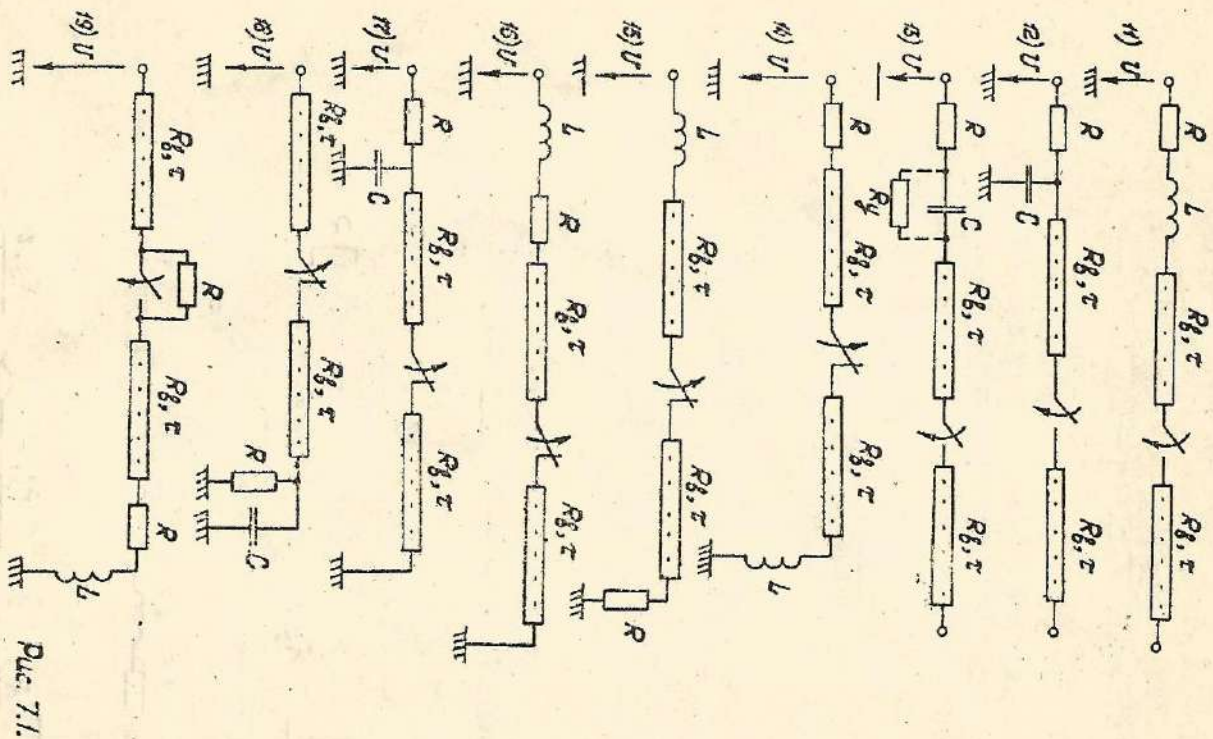 11) U R L Rв, τ Rв, τ
12) U R C Rв, τ Rв, τ
13) U R C Ry Rв, τ Rв, τ
14) U R Rв, τ Rв, τ L
15) U L Rв, τ Rв, τ R
16) U L R Rв, τ Rв, τ
17) U R C Rв, τ Rв, τ
18) U Rв, τ Rв, τ R C
19) U Rв, τ R Rв, τ R L
Рис. 7.1.